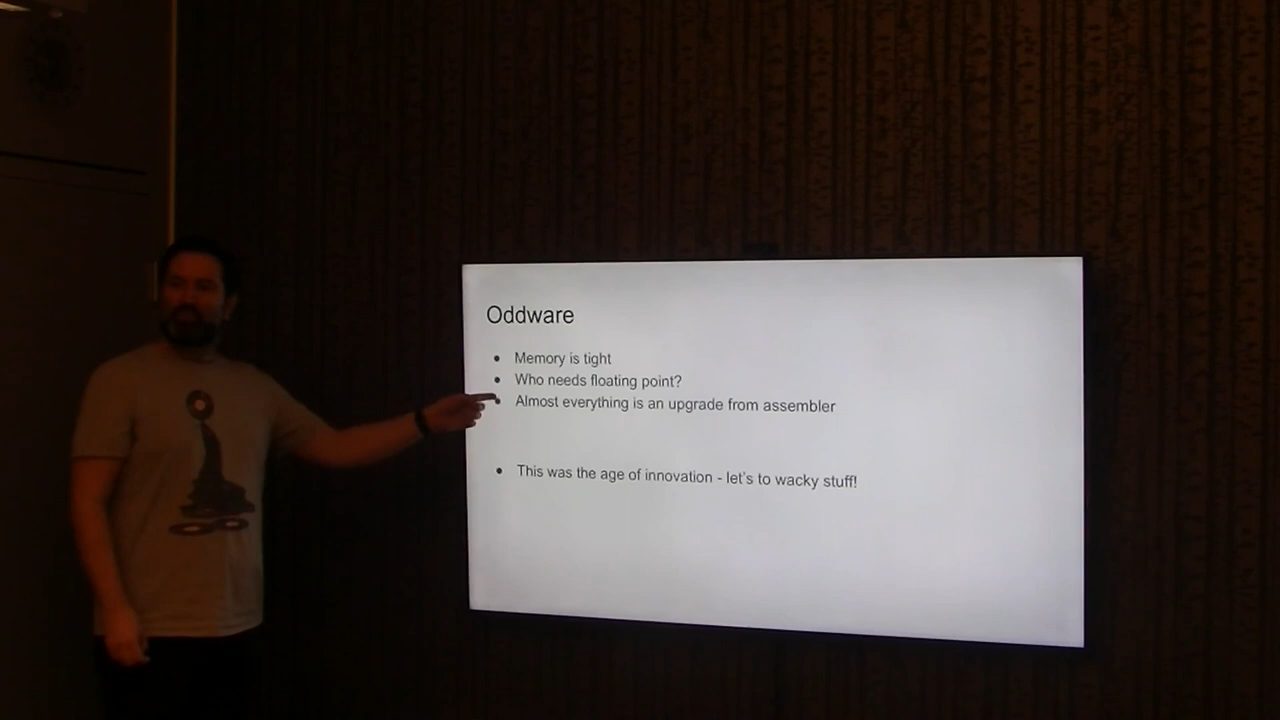 Oddware
Memory is tight
Who needs floating point?
Almost everything is an upgrade from assembler
This was the age of innovation - let's to wacky stuff!